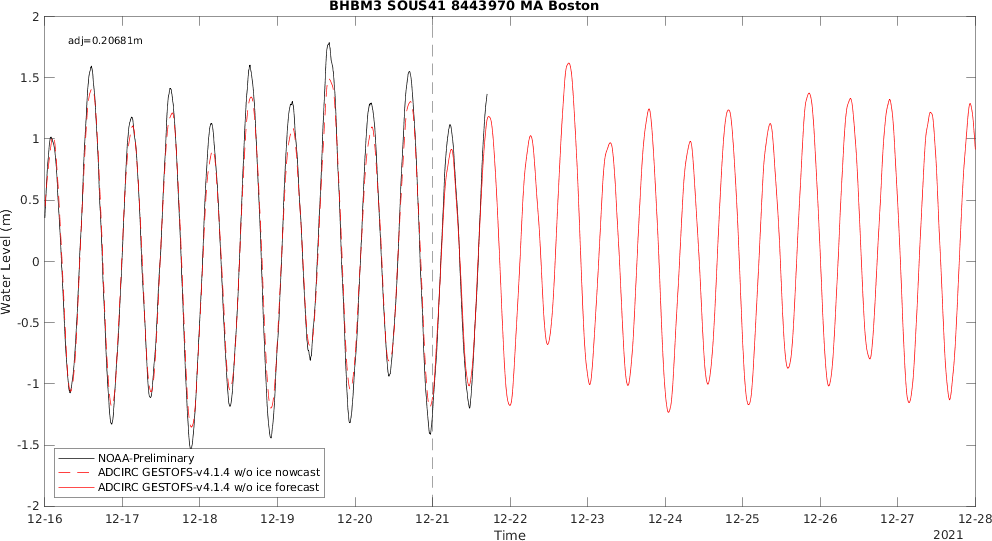 BHBM3 SOUS41 8443970 MA Boston
adj=0.20681m
2
1.5
1
0.5
0
-0.5
-1
-1.5
-2
Water Level (m)
NOAA-Preliminary
ADCIRC GESTOFS-v4.1.4 w/o ice nowcast
ADCIRC GESTOFS-v4.1.4 w/o ice forecast
12-16 12-17 12-18 12-19 12-20 12-21 12-22 12-23 12-24 12-25 12-26 12-27 12-28
Time
2021